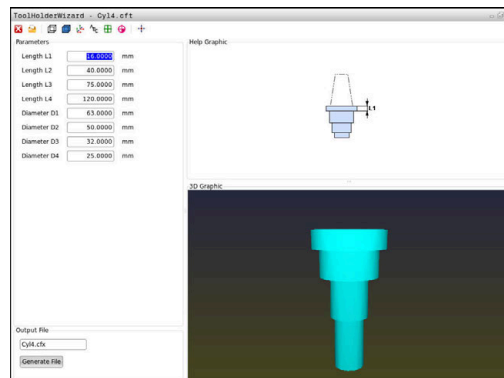 ToolHolderWizard - Cyl4.cft
Parameters
Length L1 16.0000 mm
Length L2 40.0000 mm
Length L3 75.0000 mm
Length L4 120.0000 mm
Diameter D1 63.0000 mm
Diameter D2 50.0000 mm
Diameter D3 32.0000 mm
Diameter D4 25.0000 mm
Output File
Cyl4.cfx
Generate File
Help Graphic
L1
3D Graphic